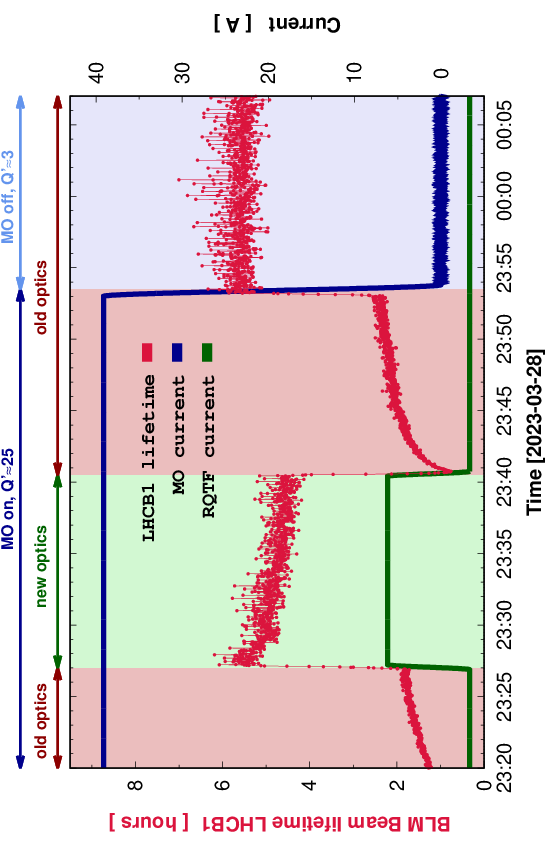 MO on, Q'≈25
MO off, Q'≈3
old optics
new optics
old optics
LHCB1 lifetime
MO current
RQTF current
BLM Beam lifetime LHCB1 [ hours ]
0
2
4
6
8
Current [ A ]
0
10
20
30
40
23:20
23:25
23:30
23:35
23:40
23:45
23:50
23:55
00:00
00:05
Time [2023-03-28]